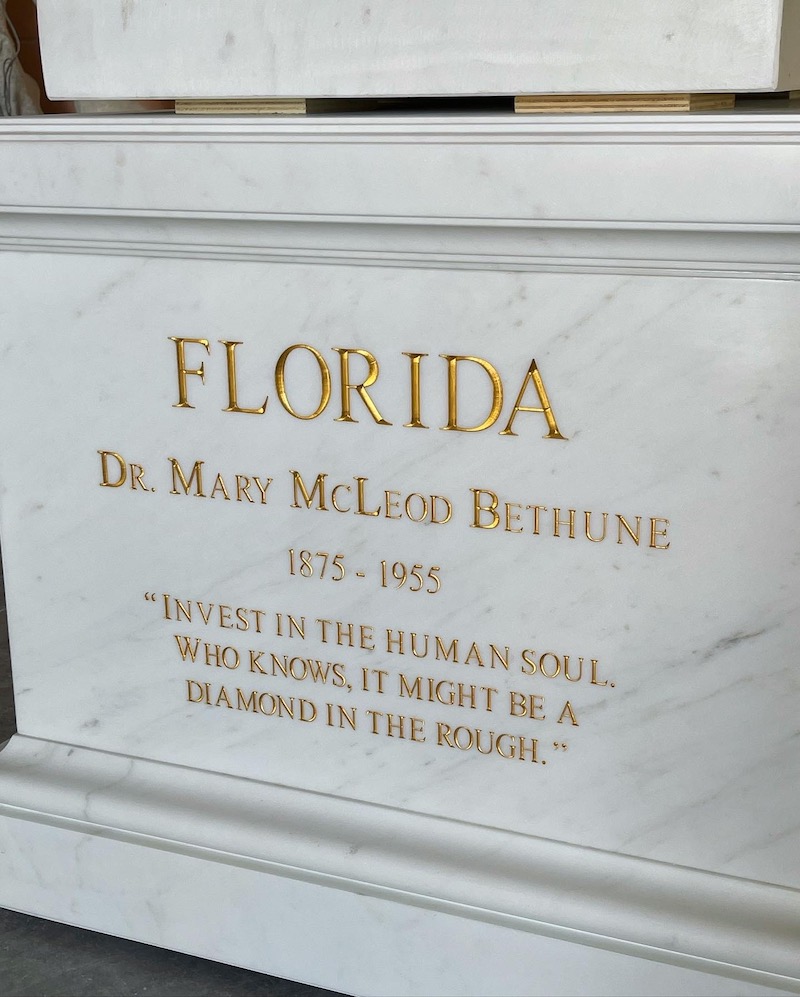 FLORIDA
DR. MARY MCLEOD BETHUNE
1875 - 1955
“INVEST IN THE HUMAN SOUL.
WHO KNOWS, IT MIGHT BE A
DIAMOND IN THE ROUGH.”